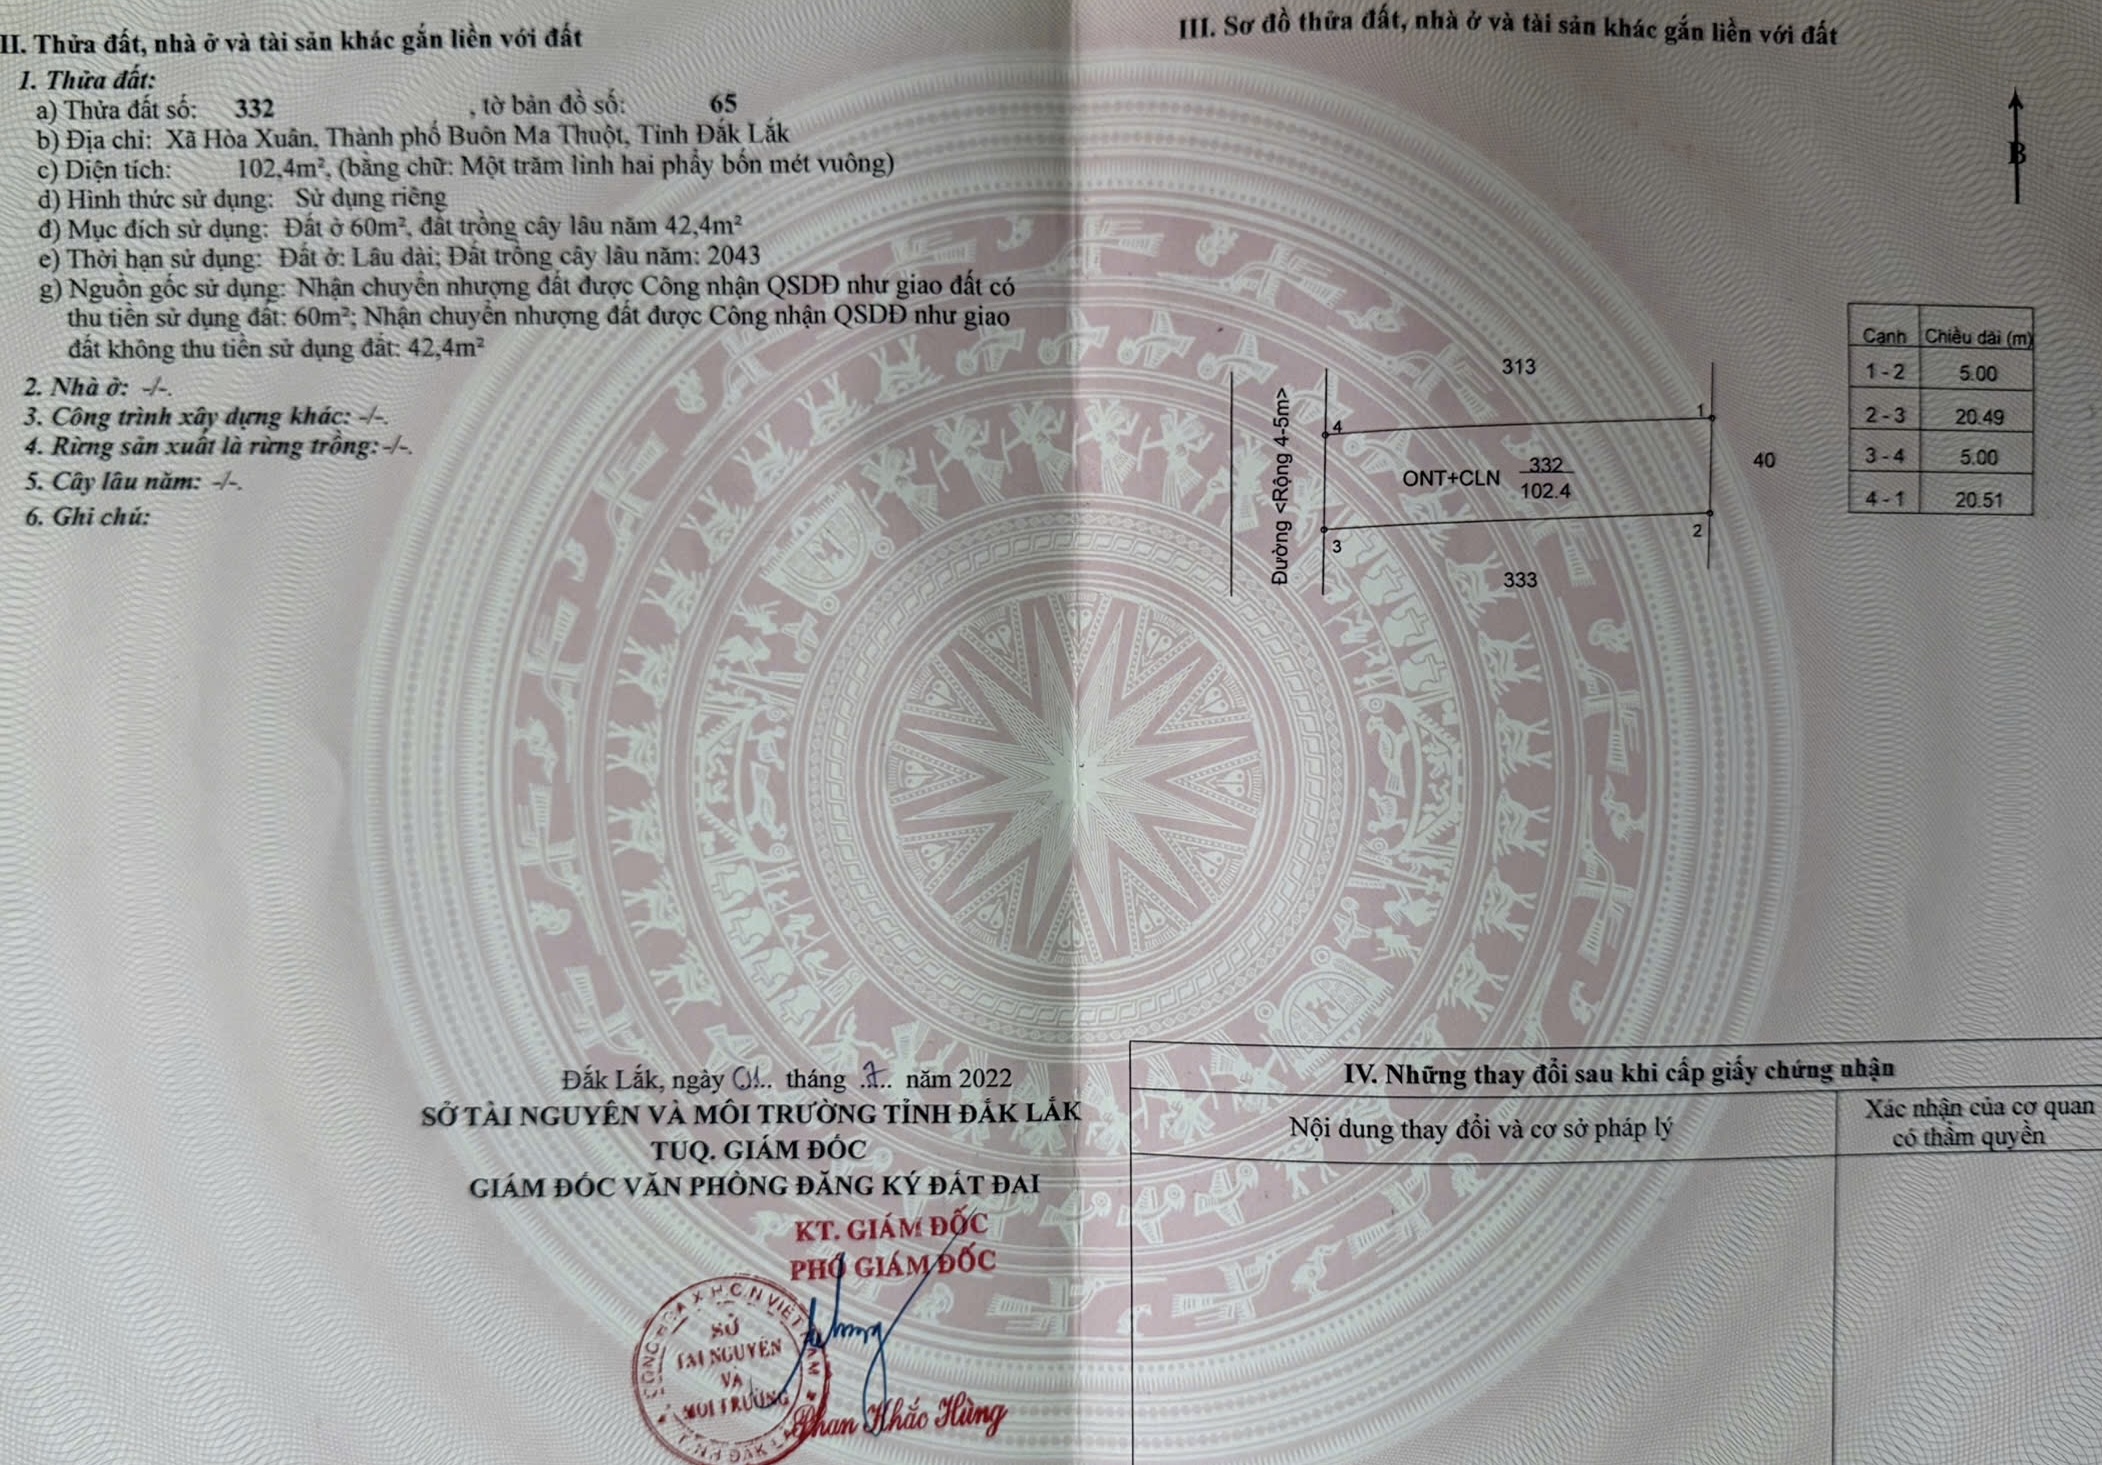 II. Thửa đất, nhà ở và tài sản khác gắn liền với đất
1. Thửa đất:
a) Thửa đất số: 332 , tờ bản đồ số: 65
b) Địa chỉ: Xã Hòa Xuân, Thành phố Buôn Ma Thuột, Tỉnh Đắk Lắk
c) Diện tích: 102,4m², (bằng chữ: Một trăm linh hai phẩy bốn mét vuông)
d) Hình thức sử dụng: Sử dụng riêng
đ) Mục đích sử dụng: Đất ở 60m², đất trồng cây lâu năm 42,4m²
e) Thời hạn sử dụng: Đất ở: Lâu dài; Đất trồng cây lâu năm: 2043
g) Nguồn gốc sử dụng: Nhận chuyển nhượng đất được Công nhận QSDĐ như giao đất có
thu tiền sử dụng đất: 60m²; Nhận chuyển nhượng đất được Công nhận QSDĐ như giao
đất không thu tiền sử dụng đất: 42,4m²
2. Nhà ở: -/-.
3. Công trình xây dựng khác: -/-.
4. Rừng sản xuất là rừng trồng: -/-.
5. Cây lâu năm: -/-.
6. Ghi chú:
Đắk Lắk, ngày 01.. tháng .7.. năm 2022
SỞ TÀI NGUYÊN VÀ MÔI TRƯỜNG TỈNH ĐẮK LẮK
TUQ. GIÁM ĐỐC
GIÁM ĐỐC VĂN PHÒNG ĐĂNG KÝ ĐẤT ĐAI
KT. GIÁM ĐỐC
PHÓ GIÁM ĐỐC
CỘNG HÒA X.H.C.N VIỆT NAM
SỞ
TÀI NGUYÊN
VÀ
MÔI TRƯỜNG
TỈNH ĐẮK LẮK
Phan Khắc Hùng
III. Sơ đồ thửa đất, nhà ở và tài sản khác gắn liền với đất
B
313
1
4
Đường <Rộng 4-5m>
ONT+CLN 332
102.4
40
3
2
333
Cạnh Chiều dài (m)
1 - 2 5.00
2 - 3 20.49
3 - 4 5.00
4 - 1 20.51
IV. Những thay đổi sau khi cấp giấy chứng nhận
Nội dung thay đổi và cơ sở pháp lý
Xác nhận của cơ quan
có thẩm quyền